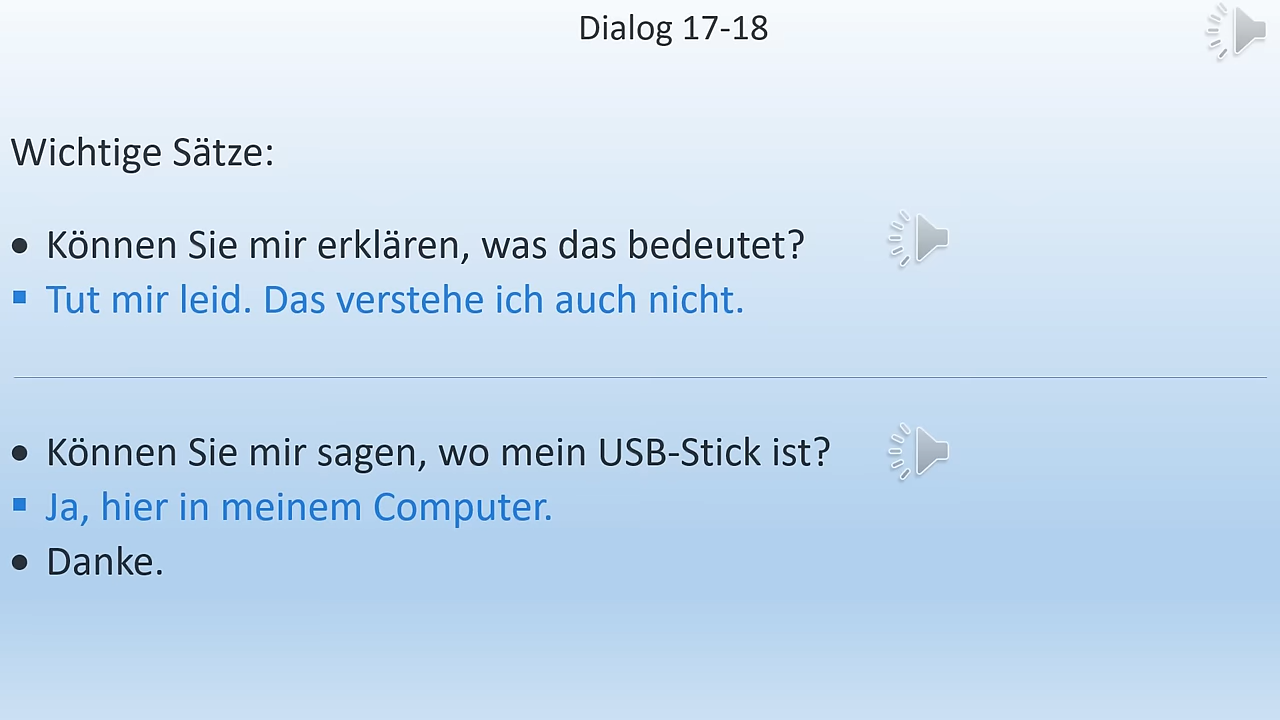 Dialog 17-18
Wichtige Sätze:
• Können Sie mir erklären, was das bedeutet?
▪ Tut mir leid. Das verstehe ich auch nicht.
• Können Sie mir sagen, wo mein USB-Stick ist?
▪ Ja, hier in meinem Computer.
• Danke.